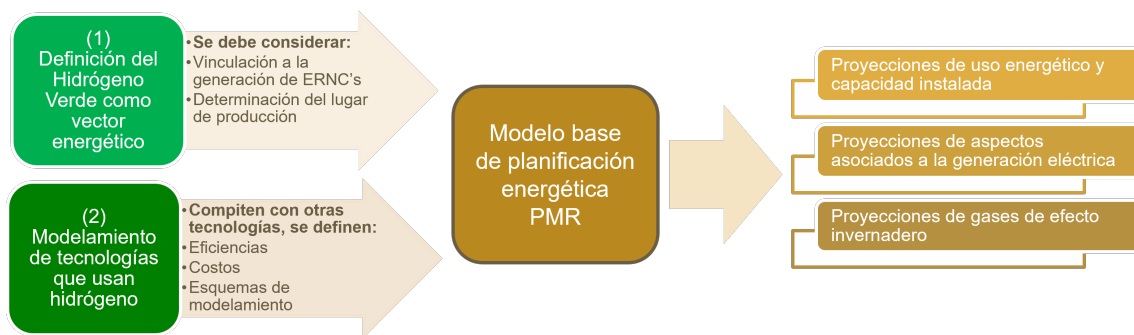 (1)
Definición del
Hidrógeno
Verde como
vector
energético
• Se debe considerar:
• Vinculación a la
generación de ERNC's
• Determinación del lugar
de producción
(2)
Modelamiento
de tecnologías
que usan
hidrógeno
• Compiten con otras
tecnologías, se definen:
• Eficiencias
• Costos
• Esquemas de
modelamiento
Modelo base
de planificación
energética
PMR
Proyecciones de uso energético y
capacidad instalada
Proyecciones de aspectos
asociados a la generación eléctrica
Proyecciones de gases de efecto
invernadero